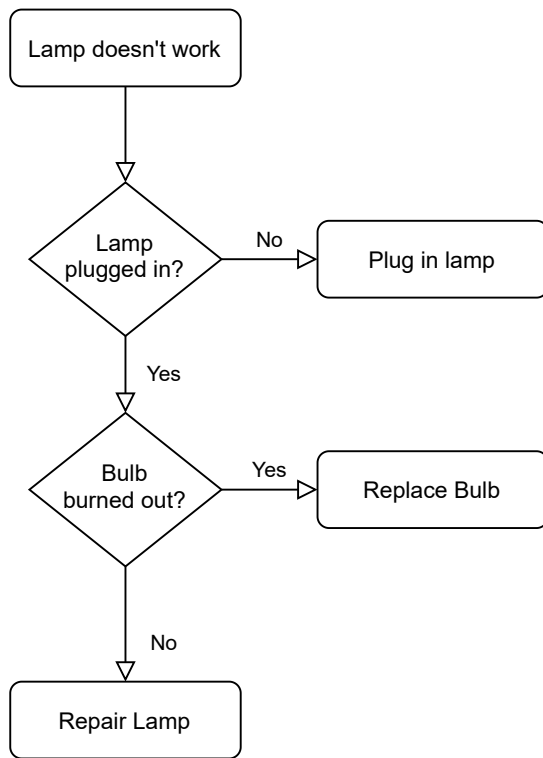 Lamp doesn't work
Lamp
plugged in?
No
Plug in lamp
Yes
Bulb
burned out?
Yes
Replace Bulb
No
Repair Lamp